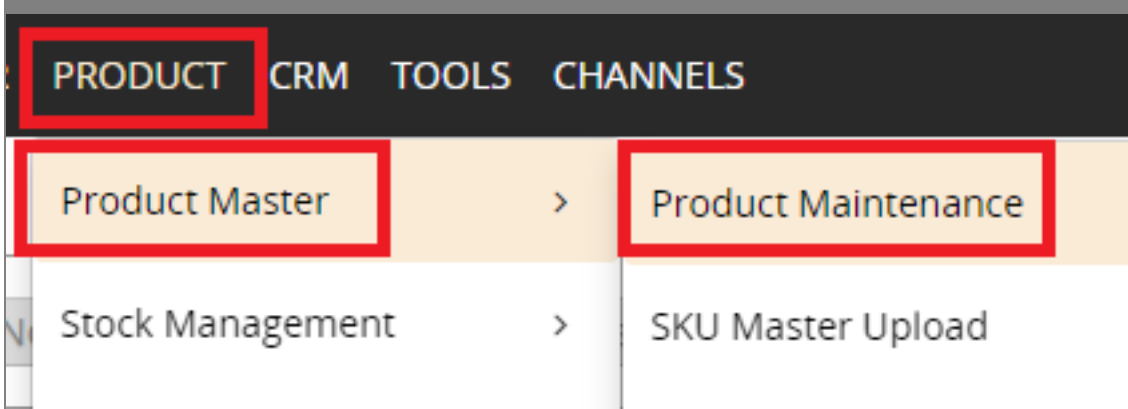 PRODUCT CRM TOOLS CHANNELS
Product Master > Product Maintenance
Stock Management > SKU Master Upload